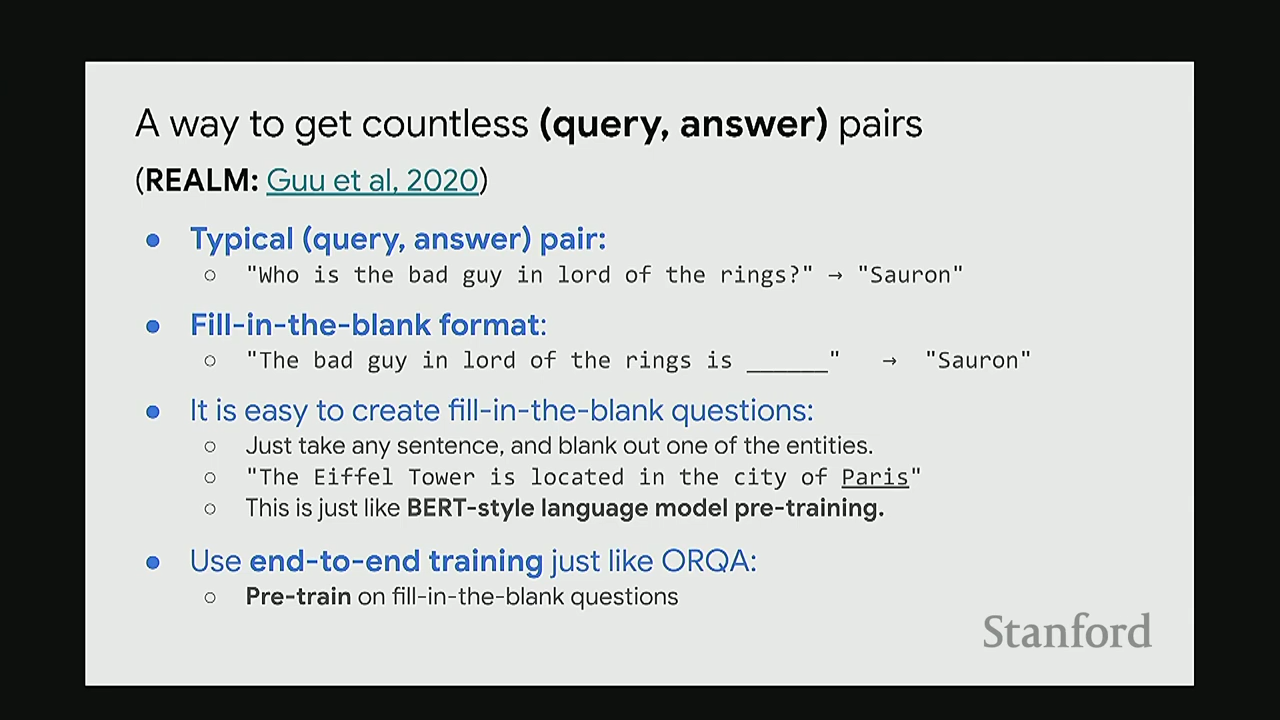 A way to get countless (query, answer) pairs
(REALM: Guu et al, 2020)
● Typical (query, answer) pair:
○ "Who is the bad guy in lord of the rings?" → "Sauron"
● Fill-in-the-blank format:
○ "The bad guy in lord of the rings is ______" → "Sauron"
● It is easy to create fill-in-the-blank questions:
○ Just take any sentence, and blank out one of the entities.
○ "The Eiffel Tower is located in the city of Paris"
○ This is just like BERT-style language model pre-training.
● Use end-to-end training just like ORQA:
○ Pre-train on fill-in-the-blank questions
Stanford